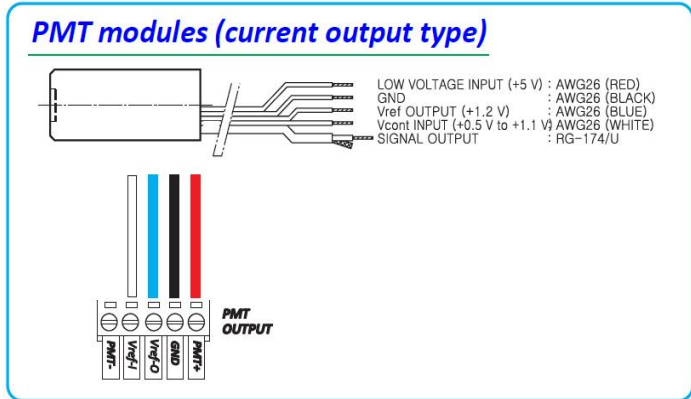 PMT modules (current output type)
LOW VOLTAGE INPUT (+5 V) : AWG26 (RED)
GND : AWG26 (BLACK)
Vref OUTPUT (+1.2 V) : AWG26 (BLUE)
Vcont INPUT (+0.5 V to +1.1 V) AWG26 (WHITE)
SIGNAL OUTPUT : RG-174/U
PMT
OUTPUT
PMT-
Vref-I
Vref-O
GND
PMT+